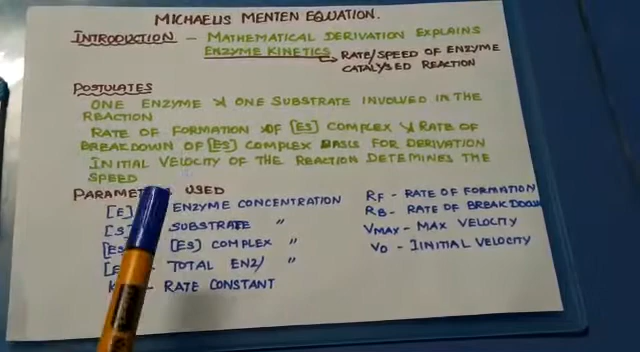 MICHAELIS MENTEN EQUATION.
INTRODUCTION - MATHEMATICAL DERIVATION EXPLAINS
ENZYME KINETICS → RATE/SPEED OF ENZYME
CATALYSED REACTION
POSTULATES
ONE ENZYME & ONE SUBSTRATE INVOLVED IN THE
REACTION
RATE OF FORMATION OF [ES] COMPLEX & RATE OF
BREAKDOWN OF [ES] COMPLEX BASIS FOR DERIVATION
INITIAL VELOCITY OF THE REACTION DETEMINES THE
SPEED
USED
[E] ENZYME CONCENTRATION
[S] SUBSTRATE "
[ES] COMPLEX "
- TOTAL ENZ/ "
- RATE CONSTANT
RF - RATE OF FORMATION
RB - RATE OF BREAKDOWN
VMAX - MAX VELOCITY
VO - IINITIAL VELOCITY